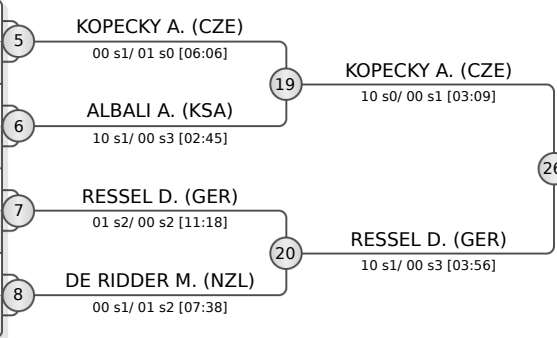 KOPECKY A. (CZE)
5
00 s1/ 01 s0 [06:06]
19
KOPECKY A. (CZE)
10 s0/ 00 s1 [03:09]
ALBALI A. (KSA)
6
10 s1/ 00 s3 [02:45]
26
RESSEL D. (GER)
7
01 s2/ 00 s2 [11:18]
20
RESSEL D. (GER)
10 s1/ 00 s3 [03:56]
DE RIDDER M. (NZL)
8
00 s1/ 01 s2 [07:38]